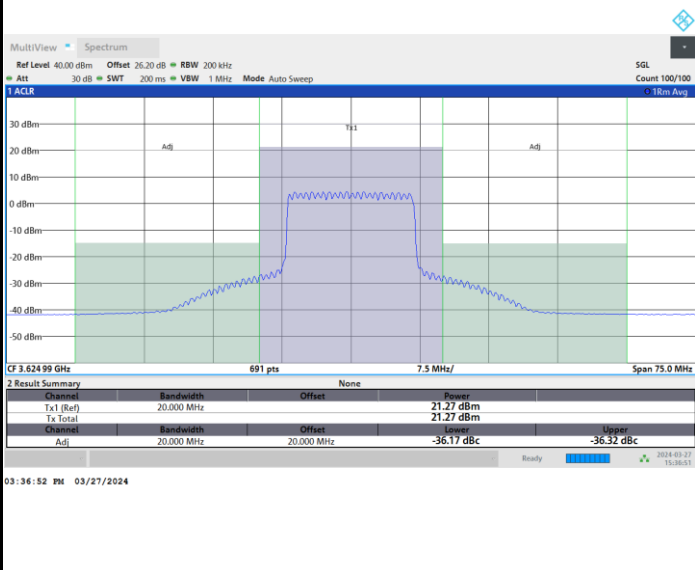 MultiView Spectrum
Ref Level 40.00 dBm Offset 26.20 dB RBW 200 kHz SGL
Att 30 dB SWT 200 ms VBW 1 MHz Mode Auto Sweep Count 100/100
1 ACLR 1Rm Avg
30 dBm
Tx1
20 dBm Adj Adj
10 dBm
0 dBm
-10 dBm
-20 dBm
-30 dBm
-40 dBm
-50 dBm
CF 3.624 99 GHz 691 pts 7.5 MHz/ Span 75.0 MHz
2 Result Summary None
Channel Bandwidth Offset Power
Tx1 (Ref) 20.000 MHz 21.27 dBm
Tx Total 21.27 dBm
Channel Bandwidth Offset Lower Upper
Adj 20.000 MHz 20.000 MHz -36.17 dBc -36.32 dBc
Ready 2024-03-27
15:36:51
03:36:52 PM 03/27/2024